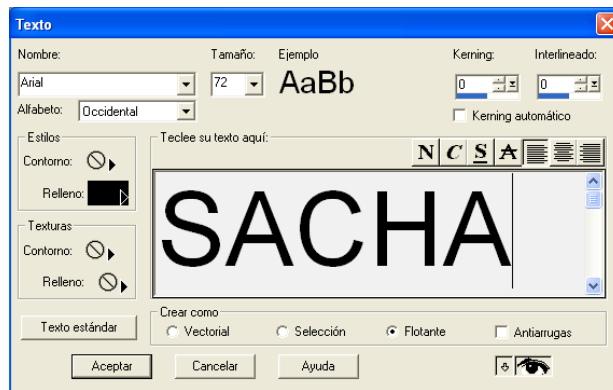 Texto
Nombre: Tamaño: Ejemplo Kerning: Interlineado:
Arial 72 AaBb 0 0
Alfabeto: Occidental Kerning automático
Estilos Teclee su texto aquí: N C S A
Contorno:
Relleno:
SACHA
Texturas
Contorno:
Relleno:
Crear como
Texto estándar Vectorial Selección Flotante Antiarrugas
Aceptar Cancelar Ayuda